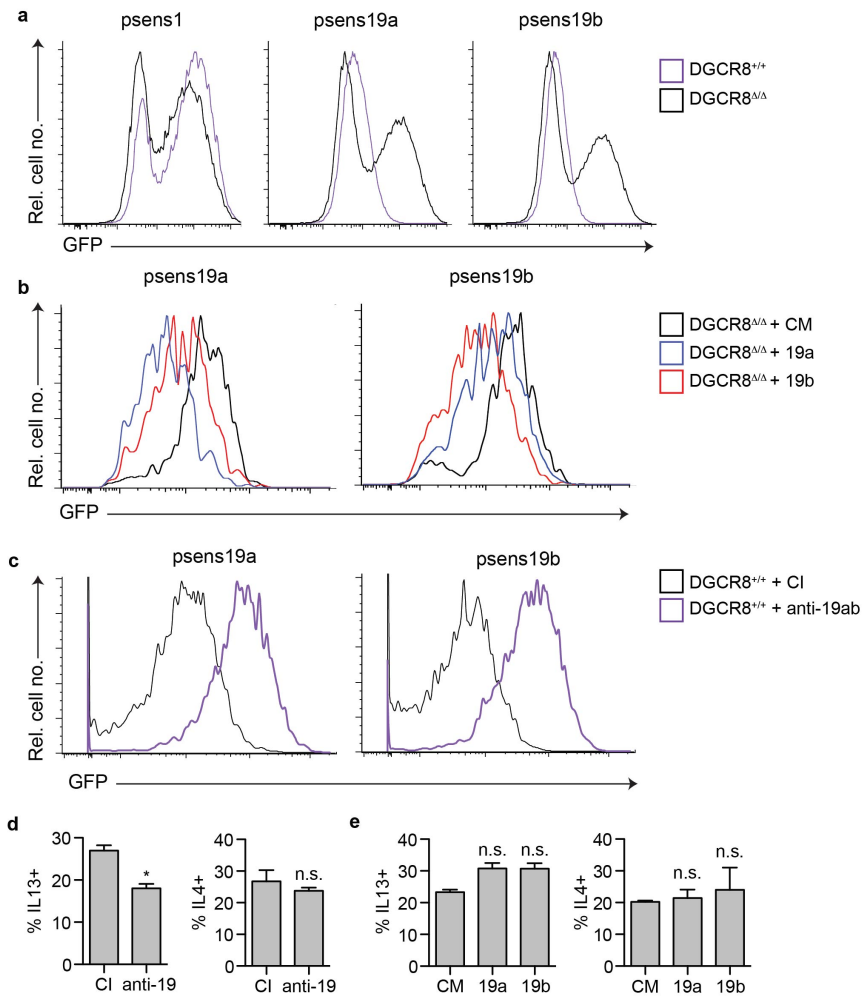 a
psens1
psens19a
psens19b
Rel. cell no.
DGCR8+/+
DGCR8Δ/Δ
GFP
b
psens19a
psens19b
Rel. cell no.
DGCR8Δ/Δ + CM
DGCR8Δ/Δ + 19a
DGCR8Δ/Δ + 19b
GFP
c
psens19a
psens19b
Rel. cell no.
DGCR8+/+ + CI
DGCR8+/+ + anti-19ab
GFP
d
% IL13+
30
20
10
0
*
CI anti-19
% IL4+
40
30
20
10
0
n.s.
CI anti-19
e
% IL13+
40
30
20
10
0
n.s. n.s.
CM 19a 19b
% IL4+
40
30
20
10
0
n.s. n.s.
CM 19a 19b